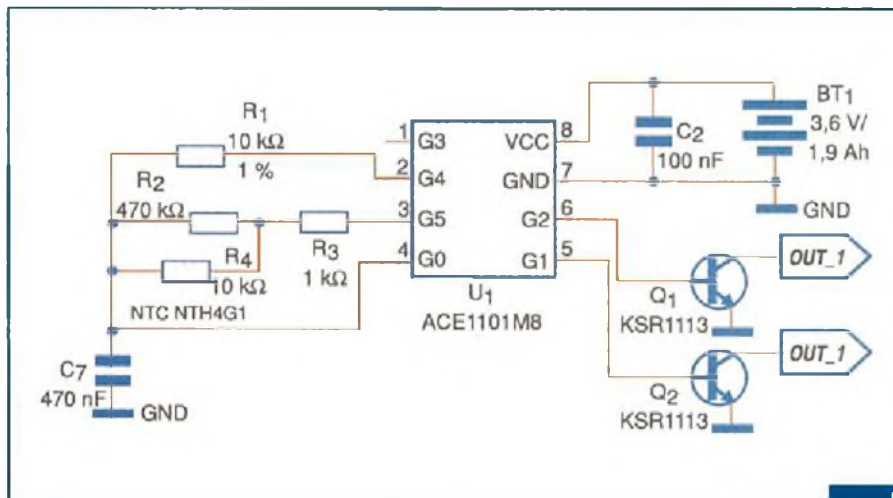 R1
10 kΩ
1 %
R2
470 kΩ
R4
10 kΩ
NTC NTH4G1
R3
1 kΩ
C7
470 nF
GND
1
2
3
4
G3
G4
G5
G0
VCC
GND
G2
G1
8
7
6
5
U1
ACE1101M8
C2
100 nF
BT1
3,6 V/
1,9 Ah
GND
Q1
KSR1113
OUT_1
Q2
KSR1113
OUT_1